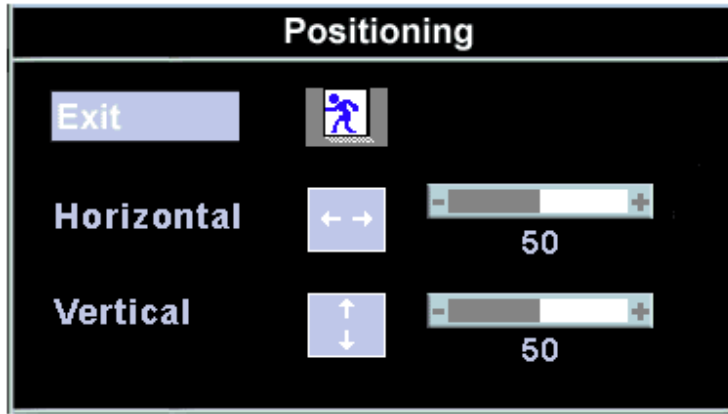 Positioning
Exit
Horizontal
- +
50
Vertical
- +
50